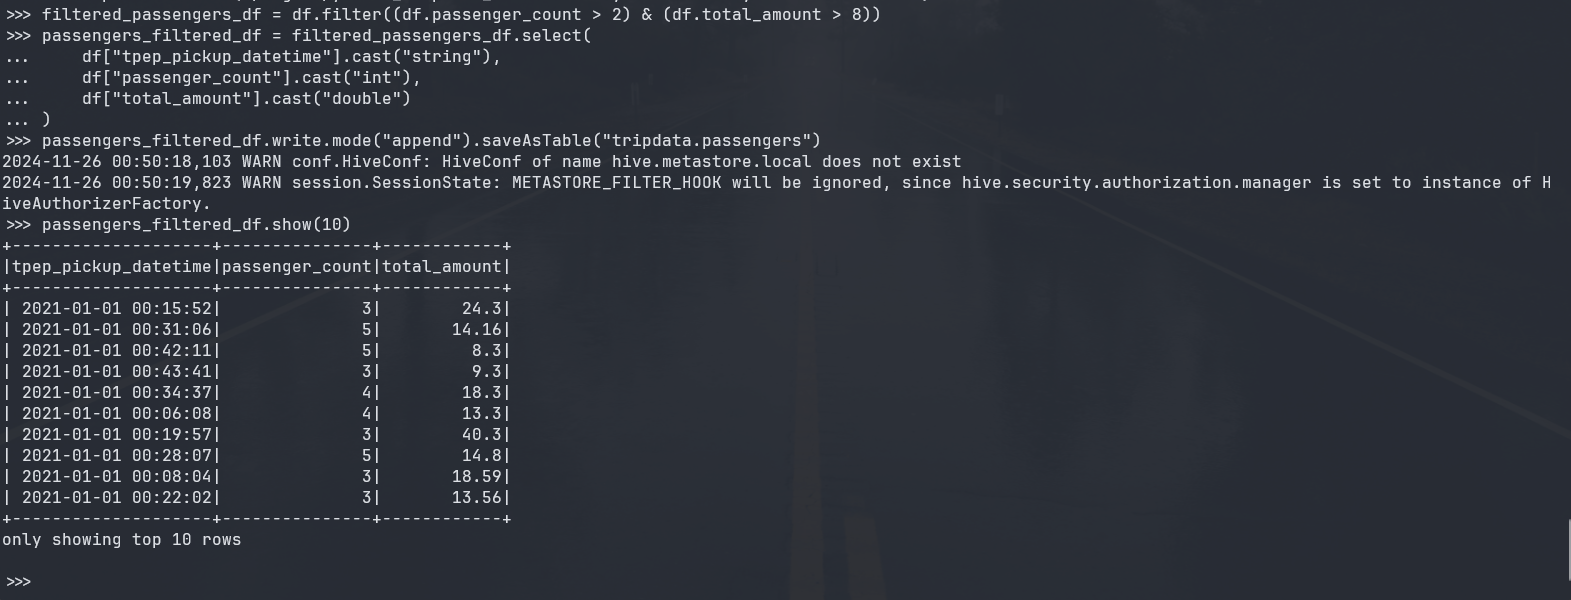 >>> filtered_passengers_df = df.filter((df.passenger_count > 2) & (df.total_amount > 8))
>>> passengers_filtered_df = filtered_passengers_df.select(
...     df["tpep_pickup_datetime"].cast("string"),
...     df["passenger_count"].cast("int"),
...     df["total_amount"].cast("double")
... )
>>> passengers_filtered_df.write.mode("append").saveAsTable("tripdata.passengers")
2024-11-26 00:50:18,103 WARN conf.HiveConf: HiveConf of name hive.metastore.local does not exist
2024-11-26 00:50:19,823 WARN session.SessionState: METASTORE_FILTER_HOOK will be ignored, since hive.security.authorization.manager is set to instance of H
iveAuthorizerFactory.
>>> passengers_filtered_df.show(10)
+--------------------+---------------+------------+
|tpep_pickup_datetime|passenger_count|total_amount|
+--------------------+---------------+------------+
| 2021-01-01 00:15:52|              3|        24.3|
| 2021-01-01 00:31:06|              5|       14.16|
| 2021-01-01 00:42:11|              5|         8.3|
| 2021-01-01 00:43:41|              3|         9.3|
| 2021-01-01 00:34:37|              4|        18.3|
| 2021-01-01 00:06:08|              4|        13.3|
| 2021-01-01 00:19:57|              3|        40.3|
| 2021-01-01 00:28:07|              5|        14.8|
| 2021-01-01 00:08:04|              3|       18.59|
| 2021-01-01 00:22:02|              3|       13.56|
+--------------------+---------------+------------+
only showing top 10 rows
>>>